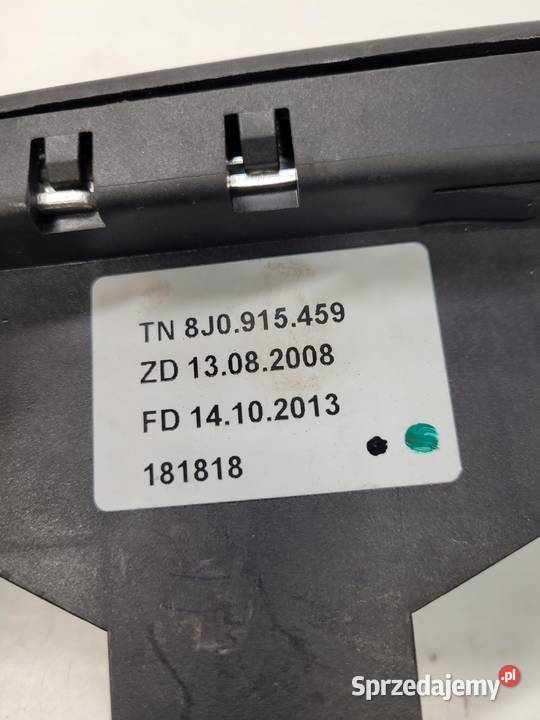 TN 8J0.915.459
ZD 13.08.2008
FD 14.10.2013
181818
Sprzedajemy.pl